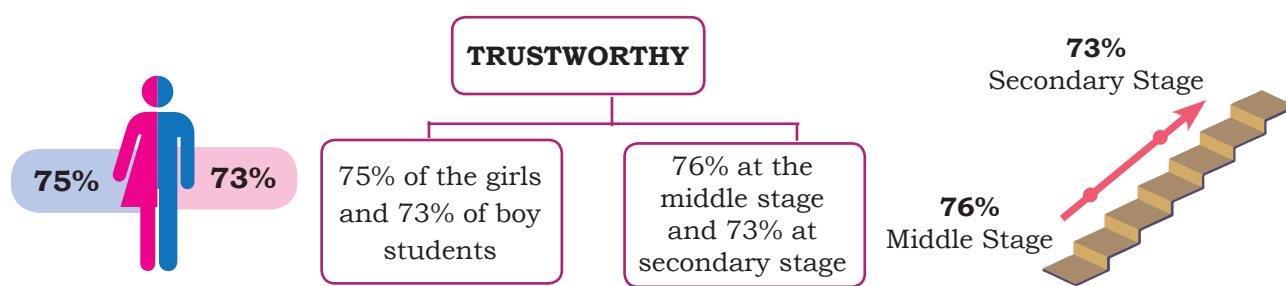 TRUSTWORTHY
75%
73%
75% of the girls
and 73% of boy
students
76% at the
middle stage
and 73% at
secondary stage
73%
Secondary Stage
76%
Middle Stage